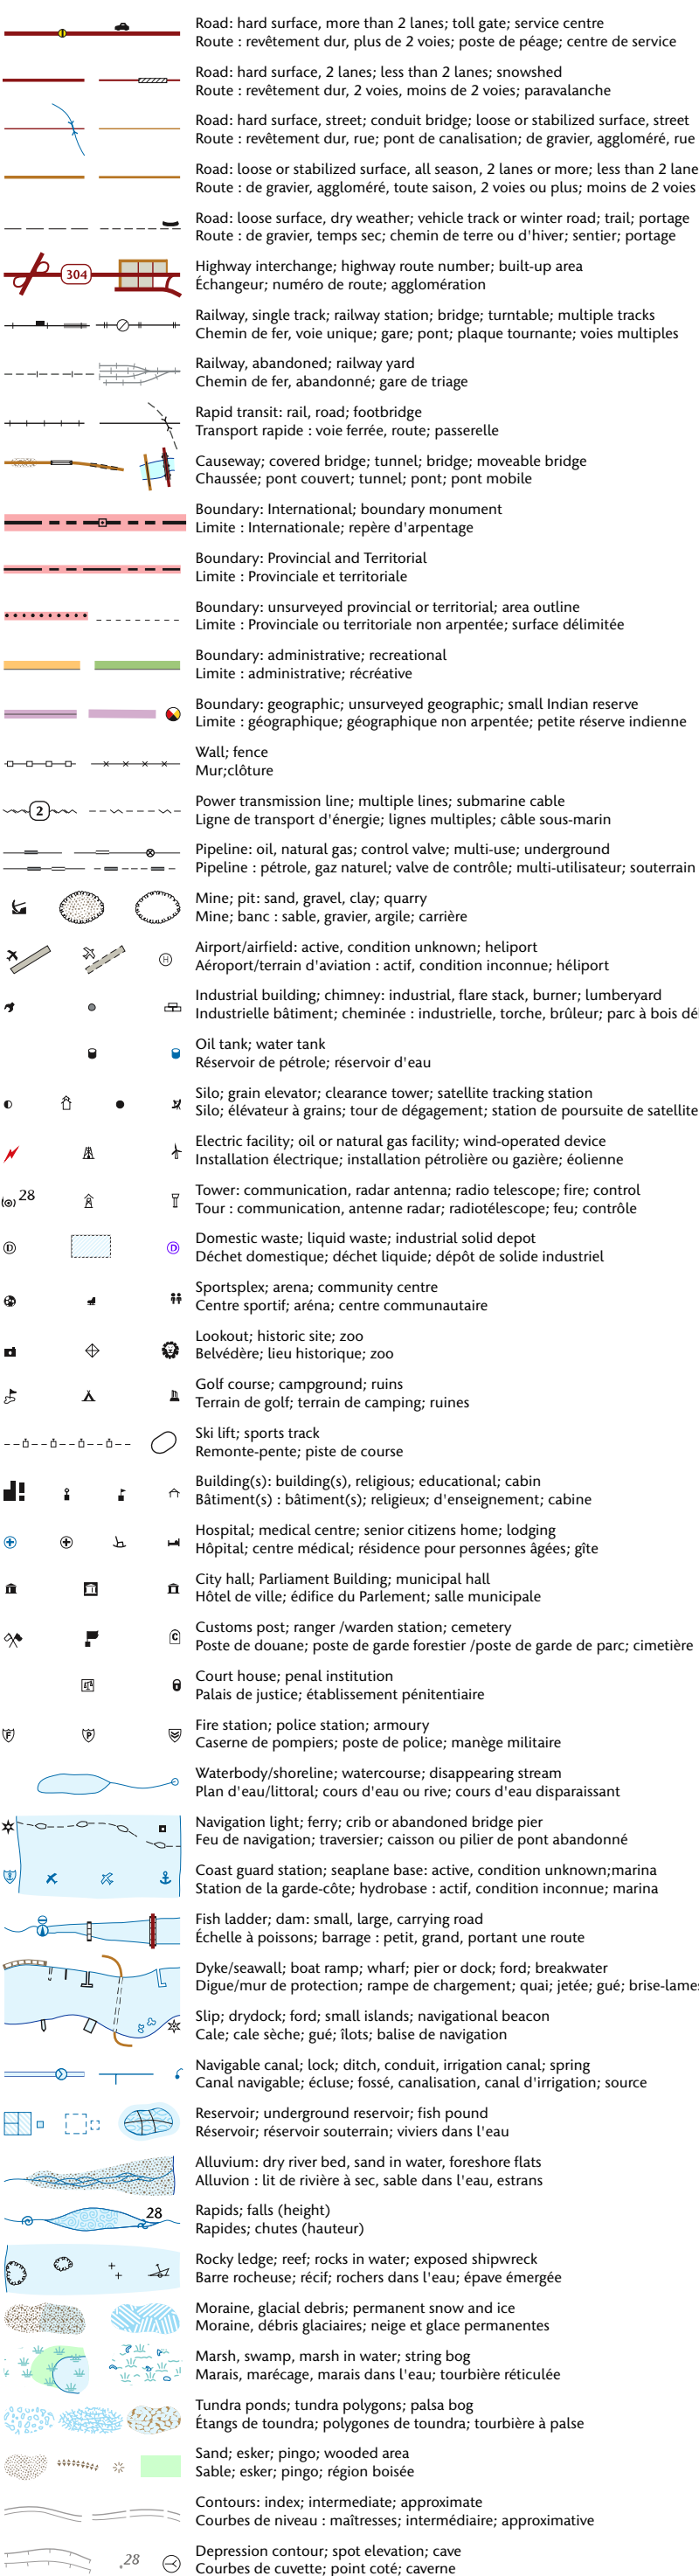 Road: hard surface, more than 2 lanes; toll gate; service centre
Route : revêtement dur, plus de 2 voies; poste de péage; centre de service
Road: hard surface, 2 lanes; less than 2 lanes; snowshed
Route : revêtement dur, 2 voies, moins de 2 voies; paravalanche
Road: hard surface, street; conduit bridge; loose or stabilized surface, street
Route : revêtement dur, rue; pont de canalisation; de gravier, aggloméré, rue
Road: loose or stabilized surface, all season, 2 lanes or more; less than 2 lane
Route : de gravier, aggloméré, toute saison, 2 voies ou plus; moins de 2 voies
Road: loose surface, dry weather; vehicle track or winter road; trail; portage
Route : de gravier, temps sec; chemin de terre ou d'hiver; sentier; portage
304
Highway interchange; highway route number; built-up area
Échangeur; numéro de route; agglomération
Railway, single track; railway station; bridge; turntable; multiple tracks
Chemin de fer, voie unique; gare; pont; plaque tournante; voies multiples
Railway, abandoned; railway yard
Chemin de fer, abandonné; gare de triage
Rapid transit: rail, road; footbridge
Transport rapide : voie ferrée, route; passerelle
Causeway; covered bridge; tunnel; bridge; moveable bridge
Chaussée; pont couvert; tunnel; pont; pont mobile
Boundary: International; boundary monument
Limite : Internationale; repère d'arpentage
Boundary: Provincial and Territorial
Limite : Provinciale et territoriale
Boundary: unsurveyed provincial or territorial; area outline
Limite : Provinciale ou territoriale non arpentée; surface délimitée
Boundary: administrative; recreational
Limite : administrative; récréative
Boundary: geographic; unsurveyed geographic; small Indian reserve
Limite : géographique; géographique non arpentée; petite réserve indienne
Wall; fence
Mur;clôture
2
Power transmission line; multiple lines; submarine cable
Ligne de transport d'énergie; lignes multiples; câble sous-marin
Pipeline: oil, natural gas; control valve; multi-use; underground
Pipeline : pétrole, gaz naturel; valve de contrôle; multi-utilisateur; souterrain
Mine; pit: sand, gravel, clay; quarry
Mine; banc : sable, gravier, argile; carrière
H
Airport/airfield: active, condition unknown; heliport
Aéroport/terrain d'aviation : actif, condition inconnue; héliport
Industrial building; chimney: industrial, flare stack, burner; lumberyard
Industrielle bâtiment; cheminée : industrielle, torche, brûleur; parc à bois dé
Oil tank; water tank
Réservoir de pétrole; réservoir d'eau
Silo; grain elevator; clearance tower; satellite tracking station
Silo; élévateur à grains; tour de dégagement; station de poursuite de satellite
Electric facility; oil or natural gas facility; wind-operated device
Installation électrique; installation pétrolière ou gazière; éolienne
28
Tower: communication, radar antenna; radio telescope; fire; control
Tour : communication, antenne radar; radiotélescope; feu; contrôle
D D
Domestic waste; liquid waste; industrial solid depot
Déchet domestique; déchet liquide; dépôt de solide industriel
Sportsplex; arena; community centre
Centre sportif; aréna; centre communautaire
Lookout; historic site; zoo
Belvédère; lieu historique; zoo
Golf course; campground; ruins
Terrain de golf; terrain de camping; ruines
Ski lift; sports track
Remonte-pente; piste de course
Building(s): building(s), religious; educational; cabin
Bâtiment(s) : bâtiment(s); religieux; d'enseignement; cabine
Hospital; medical centre; senior citizens home; lodging
Hôpital; centre médical; résidence pour personnes âgées; gîte
City hall; Parliament Building; municipal hall
Hôtel de ville; édifice du Parlement; salle municipale
C
Customs post; ranger /warden station; cemetery
Poste de douane; poste de garde forestier /poste de garde de parc; cimetière
Court house; penal institution
Palais de justice; établissement pénitentiaire
F P
Fire station; police station; armoury
Caserne de pompiers; poste de police; manège militaire
Waterbody/shoreline; watercourse; disappearing stream
Plan d'eau/littoral; cours d'eau ou rive; cours d'eau disparaissant
Navigation light; ferry; crib or abandoned bridge pier
Feu de navigation; traversier; caisson ou pilier de pont abandonné
Coast guard station; seaplane base: active, condition unknown;marina
Station de la garde-côte; hydrobase : actif, condition inconnue; marina
Fish ladder; dam: small, large, carrying road
Échelle à poissons; barrage : petit, grand, portant une route
Dyke/seawall; boat ramp; wharf; pier or dock; ford; breakwater
Digue/mur de protection; rampe de chargement; quai; jetée; gué; brise-lames
Slip; drydock; ford; small islands; navigational beacon
Cale; cale sèche; gué; îlots; balise de navigation
Navigable canal; lock; ditch, conduit, irrigation canal; spring
Canal navigable; écluse; fossé, canalisation, canal d'irrigation; source
Reservoir; underground reservoir; fish pound
Réservoir; réservoir souterrain; viviers dans l'eau
Alluvium: dry river bed, sand in water, foreshore flats
Alluvion : lit de rivière à sec, sable dans l'eau, estrans
28
Rapids; falls (height)
Rapides; chutes (hauteur)
Rocky ledge; reef; rocks in water; exposed shipwreck
Barre rocheuse; récif; rochers dans l'eau; épave émergée
Moraine, glacial debris; permanent snow and ice
Moraine, débris glaciaires; neige et glace permanentes
Marsh, swamp, marsh in water; string bog
Marais, marécage, marais dans l'eau; tourbière réticulée
Tundra ponds; tundra polygons; palsa bog
Étangs de toundra; polygones de toundra; tourbière à palse
Sand; esker; pingo; wooded area
Sable; esker; pingo; région boisée
Contours: index; intermediate; approximate
Courbes de niveau : maîtresses; intermédiaire; approximative
.28
Depression contour; spot elevation; cave
Courbes de cuvette; point coté; caverne